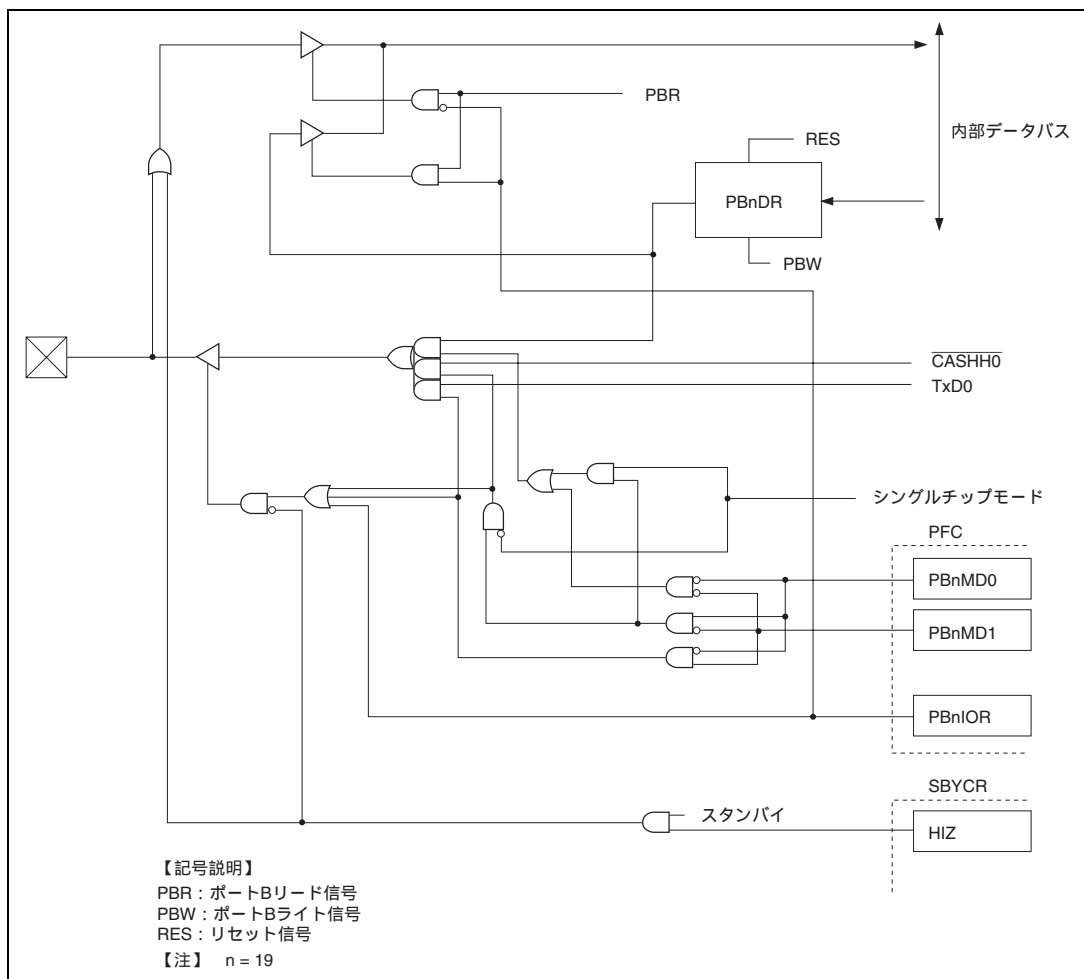 PBR
内部データバス
RES
PBnDR
PBW
CASHH0
TxD0
シングルチップモード
PFC
PBnMD0
PBnMD1
PBnIOR
SBYCR
スタンバイ
HIZ
【記号説明】
PBR：ポートBリード信号
PBW：ポートBライト信号
RES：リセット信号
【注】 n = 19